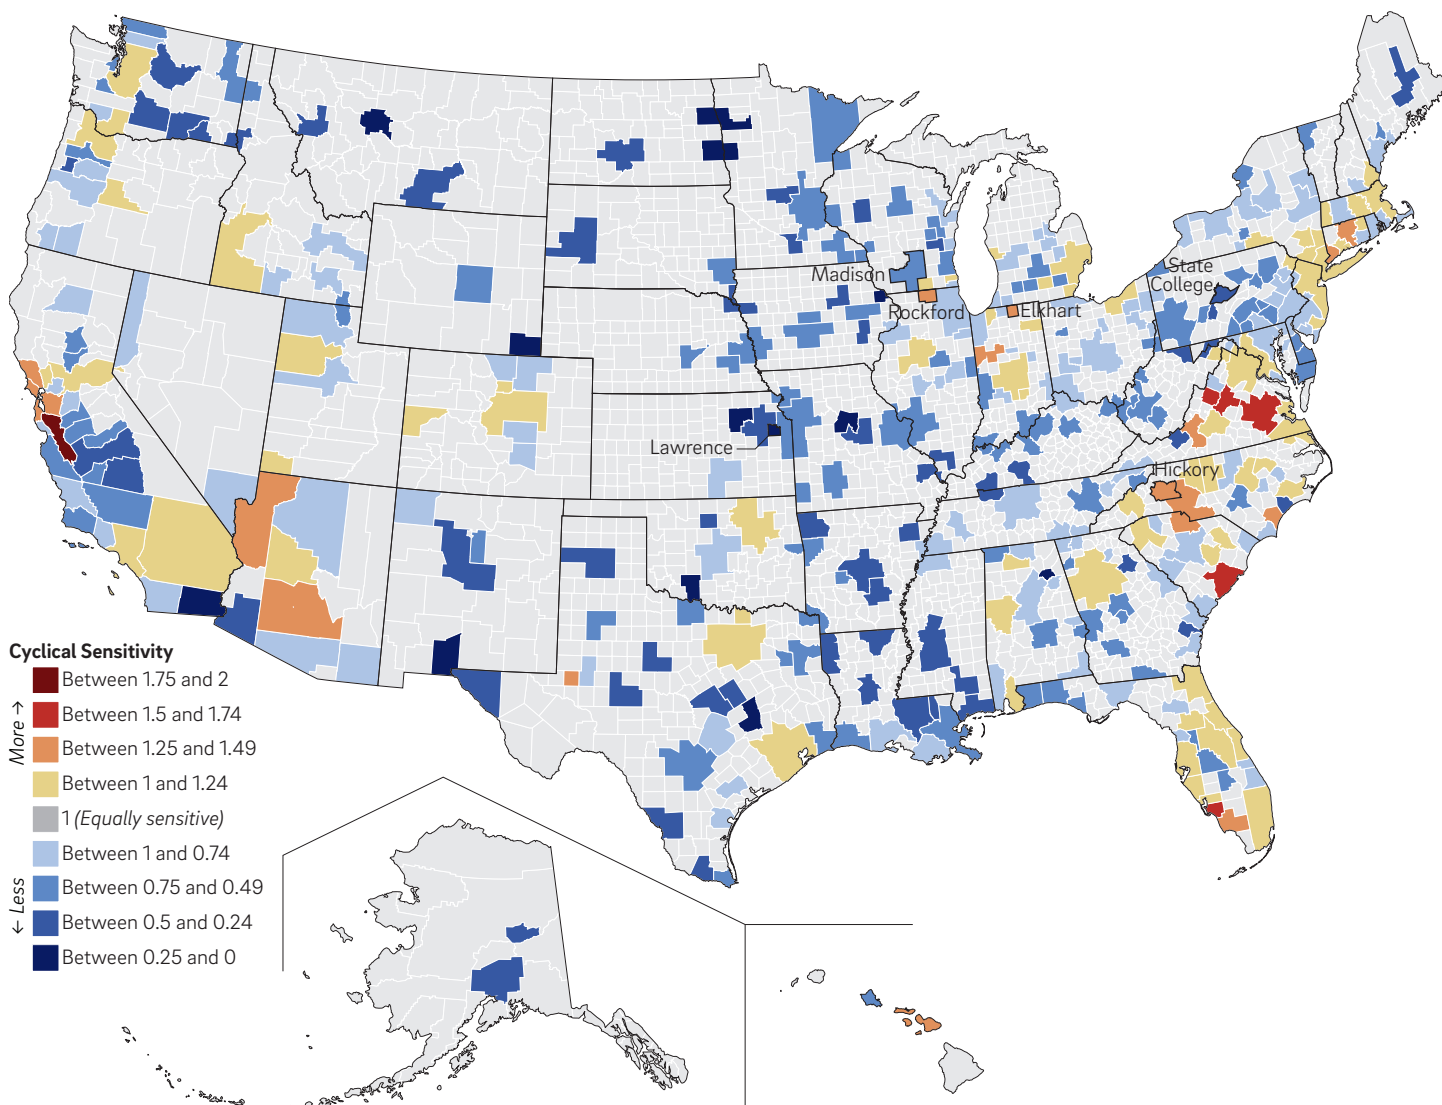 Madison
State
College
Rockford
Elkhart
Lawrence
Hickory
Cyclical Sensitivity
Between 1.75 and 2
Between 1.5 and 1.74
Between 1.25 and 1.49
Between 1 and 1.24
1 (Equally sensitive)
Between 1 and 0.74
Between 0.75 and 0.49
Between 0.5 and 0.24
Between 0.25 and 0
More →
← Less